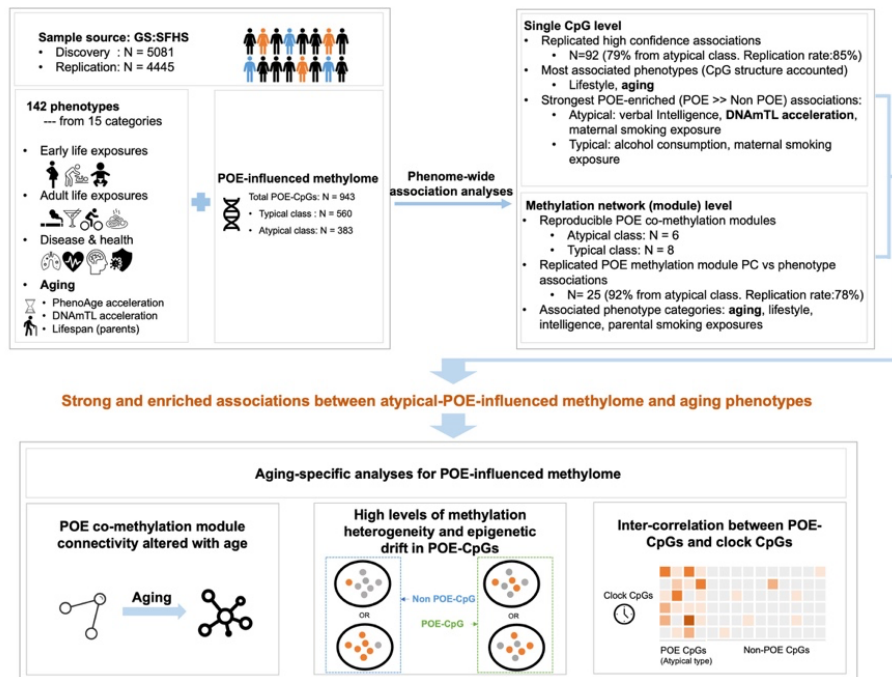 Sample source: GS:SFHS
• Discovery : N = 5081
• Replication: N = 4445
142 phenotypes
--- from 15 categories
• Early life exposures
• Adult life exposures
• Disease & health
• Aging
• PhenoAge acceleration
• DNAmTL acceleration
• Lifespan (parents)
POE-influenced methylome
Total POE-CpGs: N = 943
• Typical class : N = 560
• Atypical class: N = 383
Phenome-wide
association analyses
Single CpG level
• Replicated high confidence associations
• N=92 (79% from atypical class. Replication rate:85%)
• Most associated phenotypes (CpG structure accounted)
• Lifestyle, aging
• Strongest POE-enriched (POE >> Non POE) associations:
• Atypical: verbal Intelligence, DNAmTL acceleration,
maternal smoking exposure
• Typical: alcohol consumption, maternal smoking
exposure
Methylation network (module) level
• Reproducible POE co-methylation modules
• Atypical class: N = 6
• Typical class: N = 8
• Replicated POE methylation module PC vs phenotype
associations
• N= 25 (92% from atypical class. Replication rate:78%)
• Associated phenotype categories: aging, lifestyle,
intelligence, parental smoking exposures
Strong and enriched associations between atypical-POE-influenced methylome and aging phenotypes
Aging-specific analyses for POE-influenced methylome
POE co-methylation module
connectivity altered with age
Aging
High levels of methylation
heterogeneity and epigenetic
drift in POE-CpGs
Non POE-CpG
OR
OR
POE-CpG
Inter-correlation between POE-
CpGs and clock CpGs
Clock CpGs
POE CpGs
(Atypical type)
Non-POE CpGs